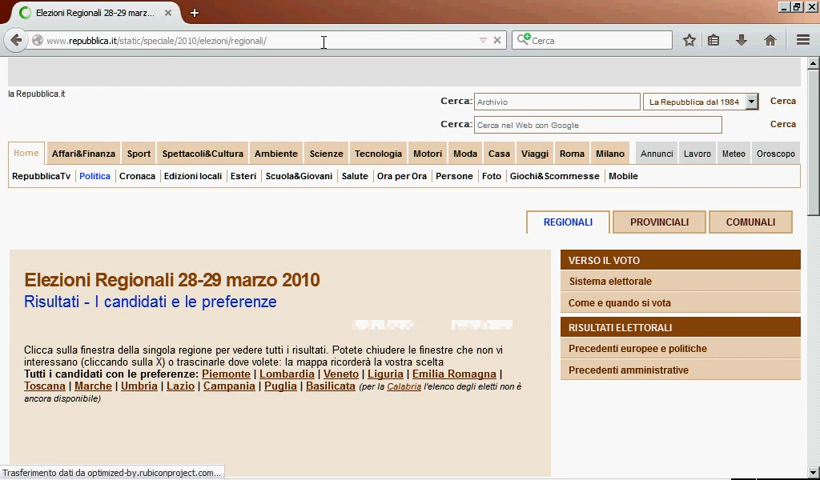 Elezioni Regionali 28-29 marz...
www.repubblica.it/static/speciale/2010/elezioni/regionali/
Cerca
la Repubblica.it
Cerca: Archivio La Repubblica dal 1984 Cerca
Cerca: Cerca nel Web con Google Cerca
Home Affari&Finanza Sport Spettacoli&Cultura Ambiente Scienze Tecnologia Motori Moda Casa Viaggi Roma Milano Annunci Lavoro Meteo Oroscopo
RepubblicaTv Politica Cronaca Edizioni locali Esteri Scuola&Giovani Salute Ora per Ora Persone Foto Giochi&Scommesse Mobile
REGIONALI PROVINCIALI COMUNALI
Elezioni Regionali 28-29 marzo 2010
Risultati - I candidati e le preferenze
Clicca sulla finestra della singola regione per vedere tutti i risultati. Potete chiudere le finestre che non vi
interessano (cliccando sulla X) o trascinarle dove volete: la mappa ricorderà la vostra scelta
Tutti i candidati con le preferenze: Piemonte | Lombardia | Veneto | Liguria | Emilia Romagna |
Toscana | Marche | Umbria | Lazio | Campania | Puglia | Basilicata (per la Calabria l'elenco degli eletti non è
ancora disponibile)
VERSO IL VOTO
Sistema elettorale
Come e quando si vota
RISULTATI ELETTORALI
Precedenti europee e politiche
Precedenti amministrative
Trasferimento dati da optimized-by.rubiconproject.com...